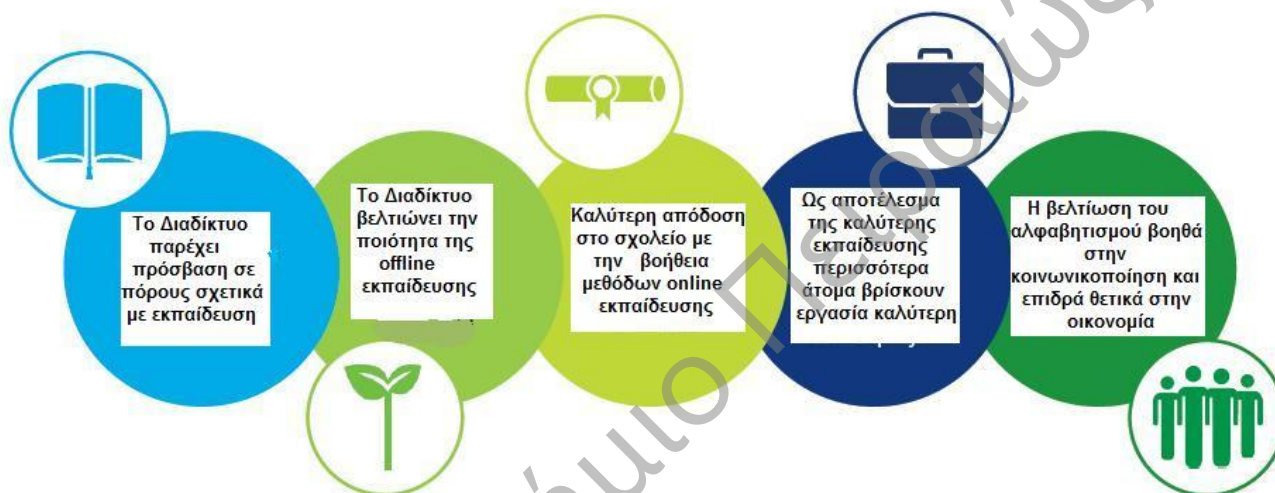 Το Διαδίκτυο
παρέχει
πρόσβαση σε
πόρους σχετικά
με εκπαίδευση
Το Διαδίκτυο
βελτιώνει την
ποιότητα της
offline
εκπαίδευσης
Καλύτερη απόδοση
στο σχολείο με
την βοήθεια
μεθόδων online
εκπαίδευσης
Ως αποτέλεσμα
της καλύτερης
εκπαίδευσης
περισσότερα
άτομα βρίσκουν
εργασία καλύτερη
Η βελτίωση του
αλφαβητισμού βοηθά
στην
κοινωνικοποίηση και
επιδρά θετικά στην
οικονομία